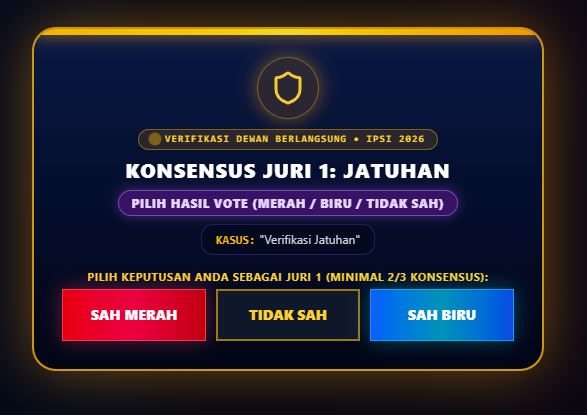 VERIFIKASI DEWAN BERLANGSUNG • IPSI 2026
KONSENSUS JURI 1: JATUHAN
PILIH HASIL VOTE (MERAH / BIRU / TIDAK SAH)
KASUS: "Verifikasi Jatuhan"
PILIH KEPUTUSAN ANDA SEBAGAI JURI 1 (MINIMAL 2/3 KONSENSUS):
SAH MERAH TIDAK SAH SAH BIRU